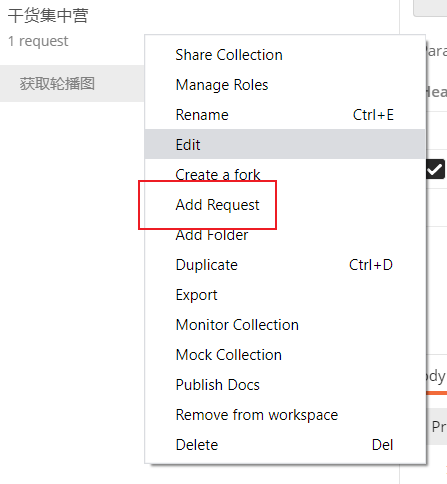 干货集中营
1 request
获取轮播图
Share Collection
Manage Roles
Rename Ctrl+E
Edit
Create a fork
Add Request
Add Folder
Duplicate Ctrl+D
Export
Monitor Collection
Mock Collection
Publish Docs
Remove from workspace
Delete Del
Para
Hea
ody
Pr